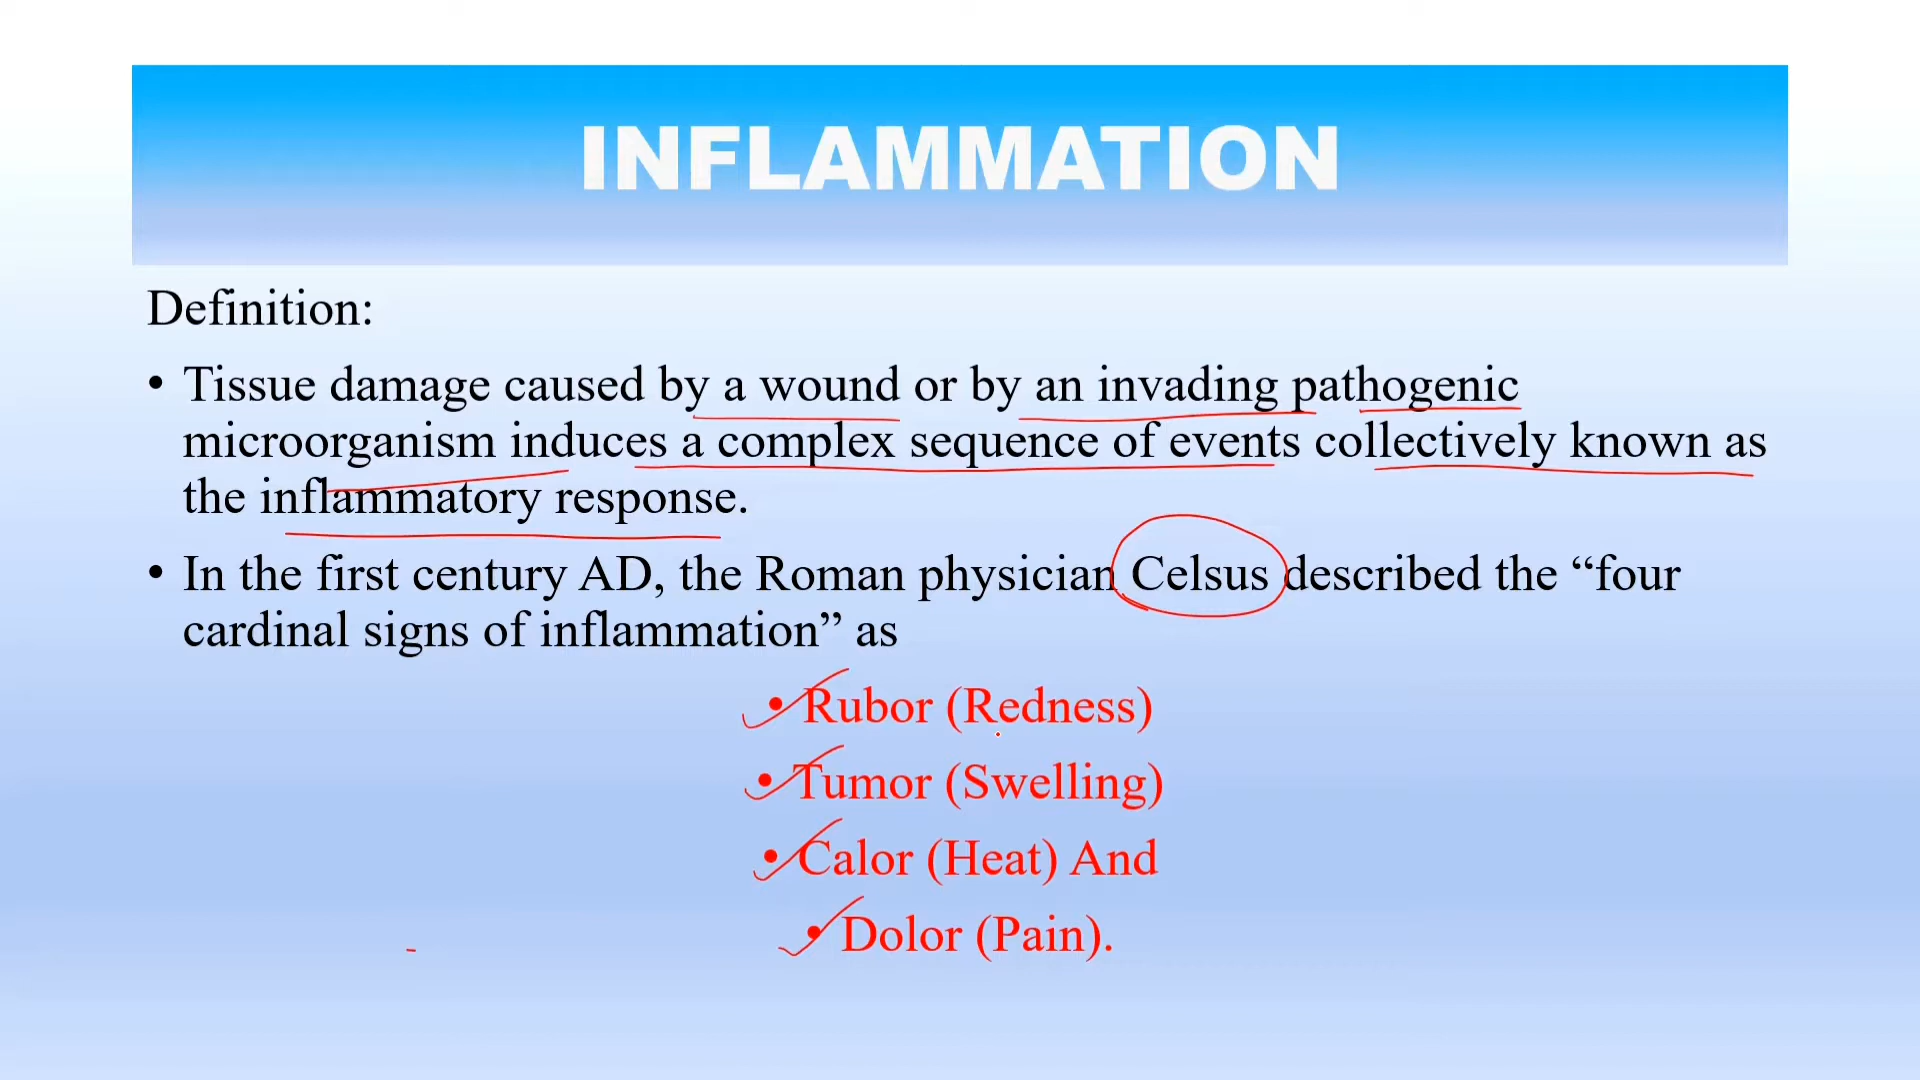 INFLAMMATION
Definition:
• Tissue damage caused by a wound or by an invading pathogenic
microorganism induces a complex sequence of events collectively known as
the inflammatory response.
• In the first century AD, the Roman physician Celsus described the “four
cardinal signs of inflammation” as
• Rubor (Redness)
• Tumor (Swelling)
• Calor (Heat) And
• Dolor (Pain).